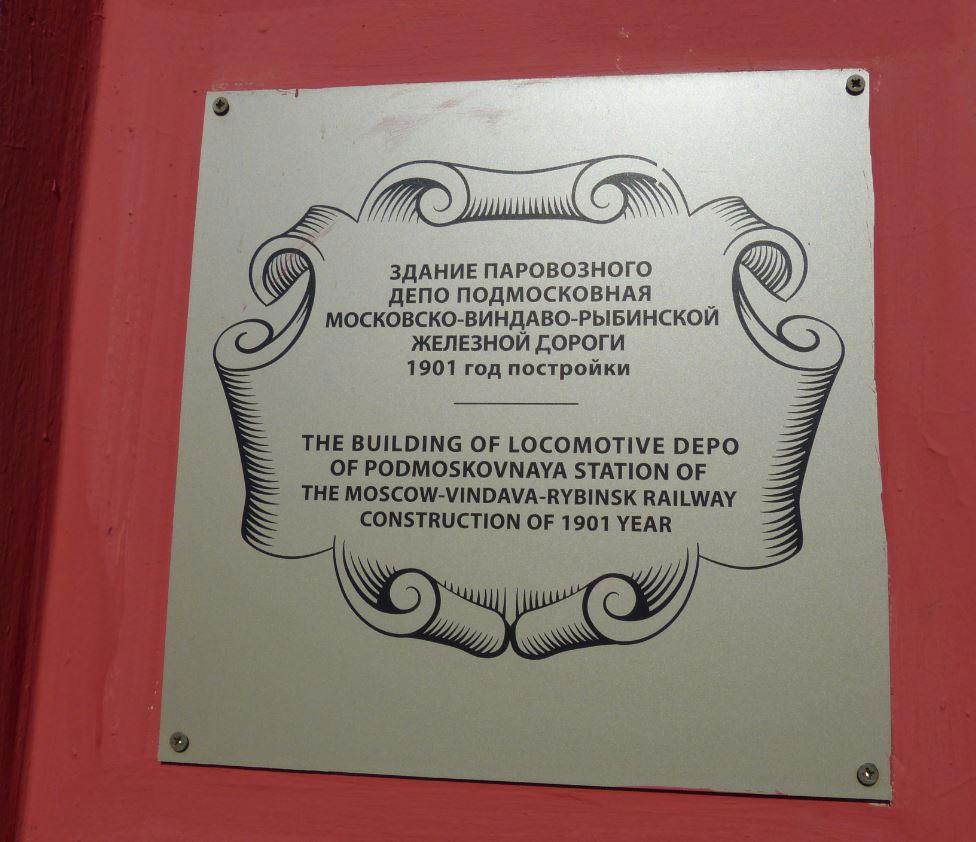 ЗДАНИЕ ПАРОВОЗНОГО
ДЕПО ПОДМОСКОВНАЯ
МОСКОВСКО-ВИНДАВО-РЫБИНСКОЙ
ЖЕЛЕЗНОЙ ДОРОГИ
1901 год постройки
THE BUILDING OF LOCOMOTIVE DEPO
OF PODMOSKOVNAYA STATION OF
THE MOSCOW-VINDAVA-RYBINSK RAILWAY
CONSTRUCTION OF 1901 YEAR